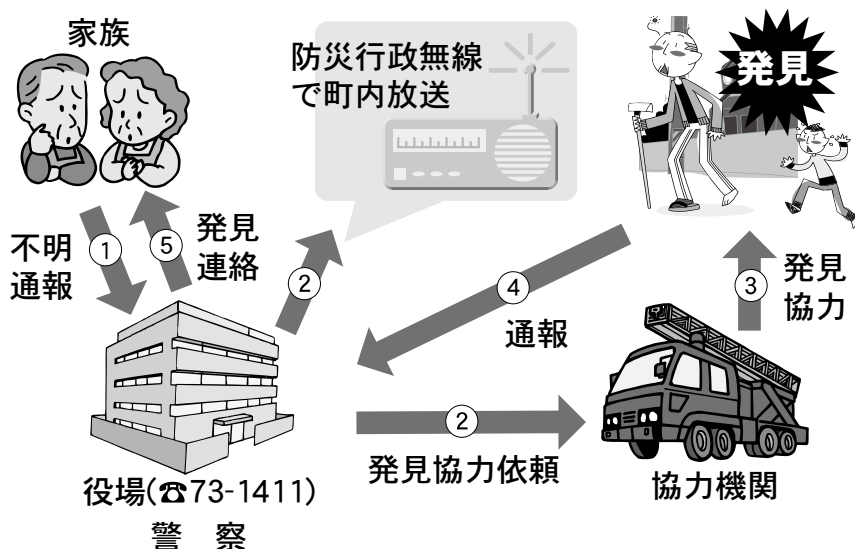 家族
防災行政無線
で町内放送
発見
不明
通報
①
⑤
発見
連絡
②
④
通報
③
発見
協力
②
発見協力依頼
役場(☎73-1411)
警　察
協力機関